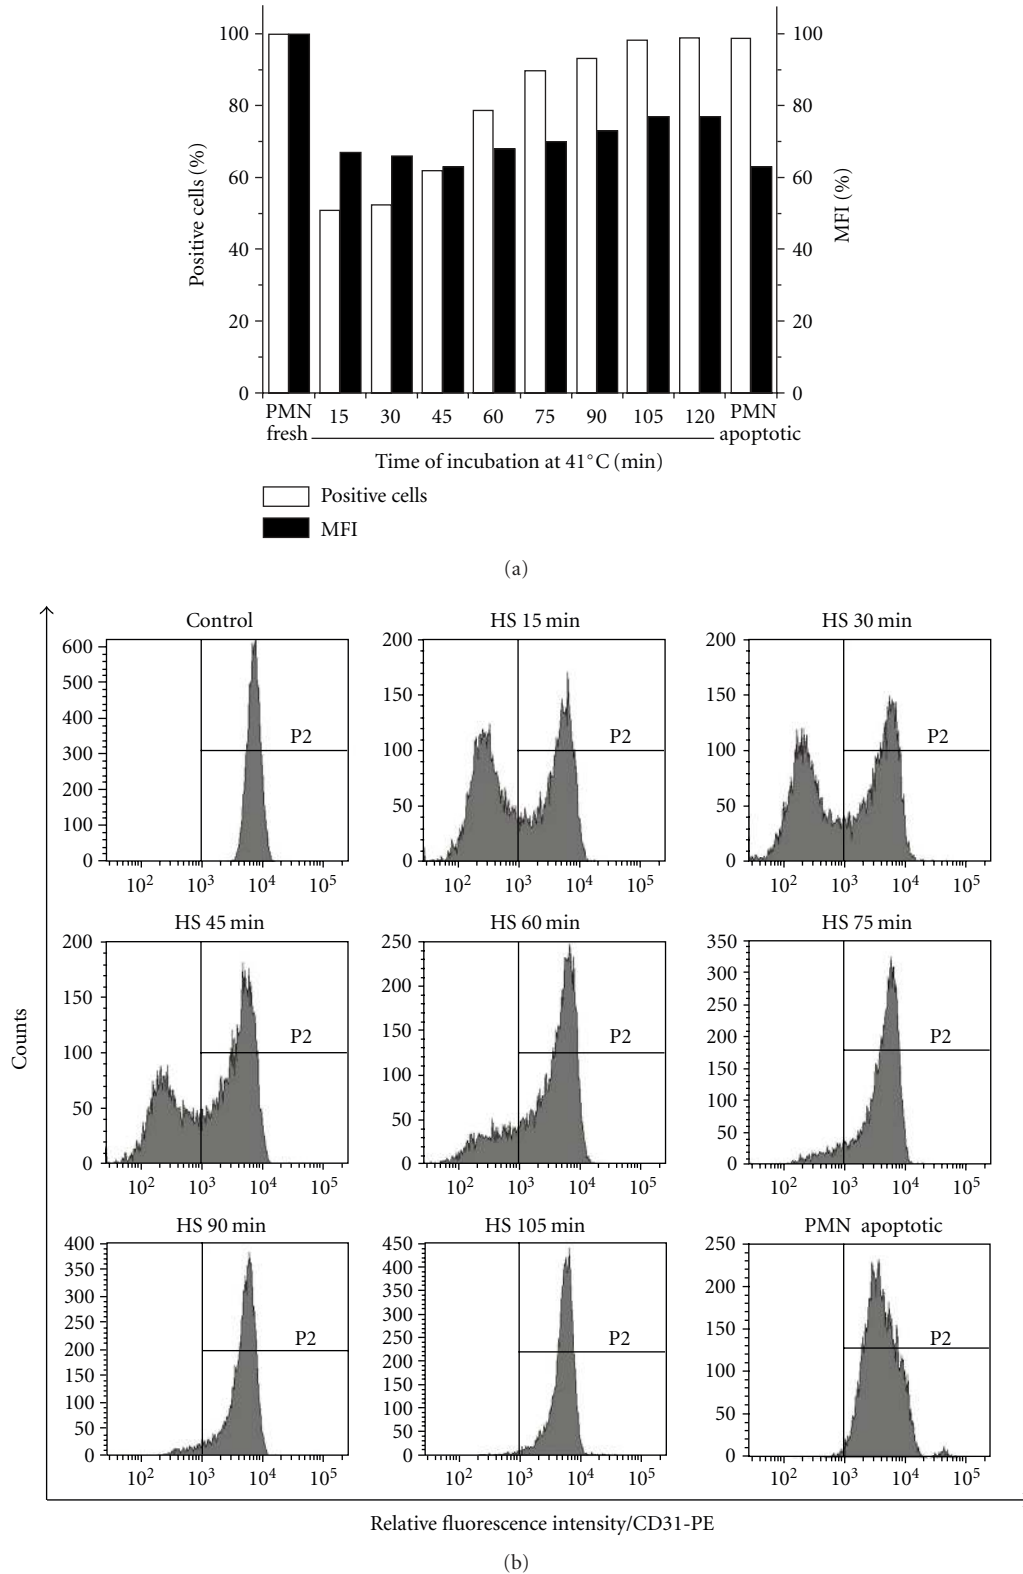 100
100
80
80
60
60
40
40
20
20
0
0
Positive cells (%)
MFI (%)
PMN fresh
15
30
45
60
75
90
105
120
PMN apoptotic
Time of incubation at 41°C (min)
Positive cells
MFI
(a)
Control
600
500
400
300
200
100
0
P2
10² 10³ 10⁴ 10⁵
HS 15 min
200
150
100
50
0
P2
10² 10³ 10⁴ 10⁵
HS 30 min
200
150
100
50
0
P2
10² 10³ 10⁴ 10⁵
HS 45 min
200
150
100
50
0
P2
10² 10³ 10⁴ 10⁵
HS 60 min
250
200
150
100
50
0
P2
10² 10³ 10⁴ 10⁵
HS 75 min
350
300
250
200
150
100
50
0
P2
10² 10³ 10⁴ 10⁵
HS 90 min
400
350
300
250
200
150
100
50
0
P2
10² 10³ 10⁴ 10⁵
HS 105 min
450
400
350
300
250
200
150
100
50
0
P2
10² 10³ 10⁴ 10⁵
PMN apoptotic
250
200
150
100
50
0
P2
10² 10³ 10⁴ 10⁵
Counts
Relative fluorescence intensity/CD31-PE
(b)